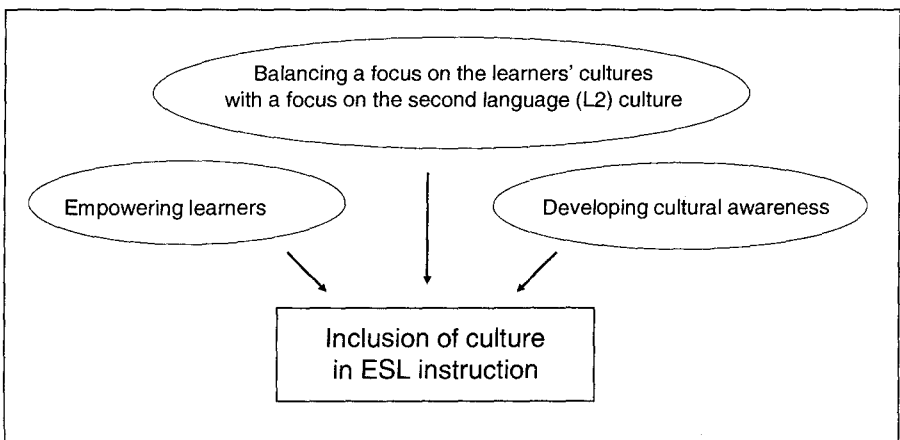 Balancing a focus on the learners' cultures
with a focus on the second language (L2) culture
Empowering learners
Developing cultural awareness
Inclusion of culture
in ESL instruction